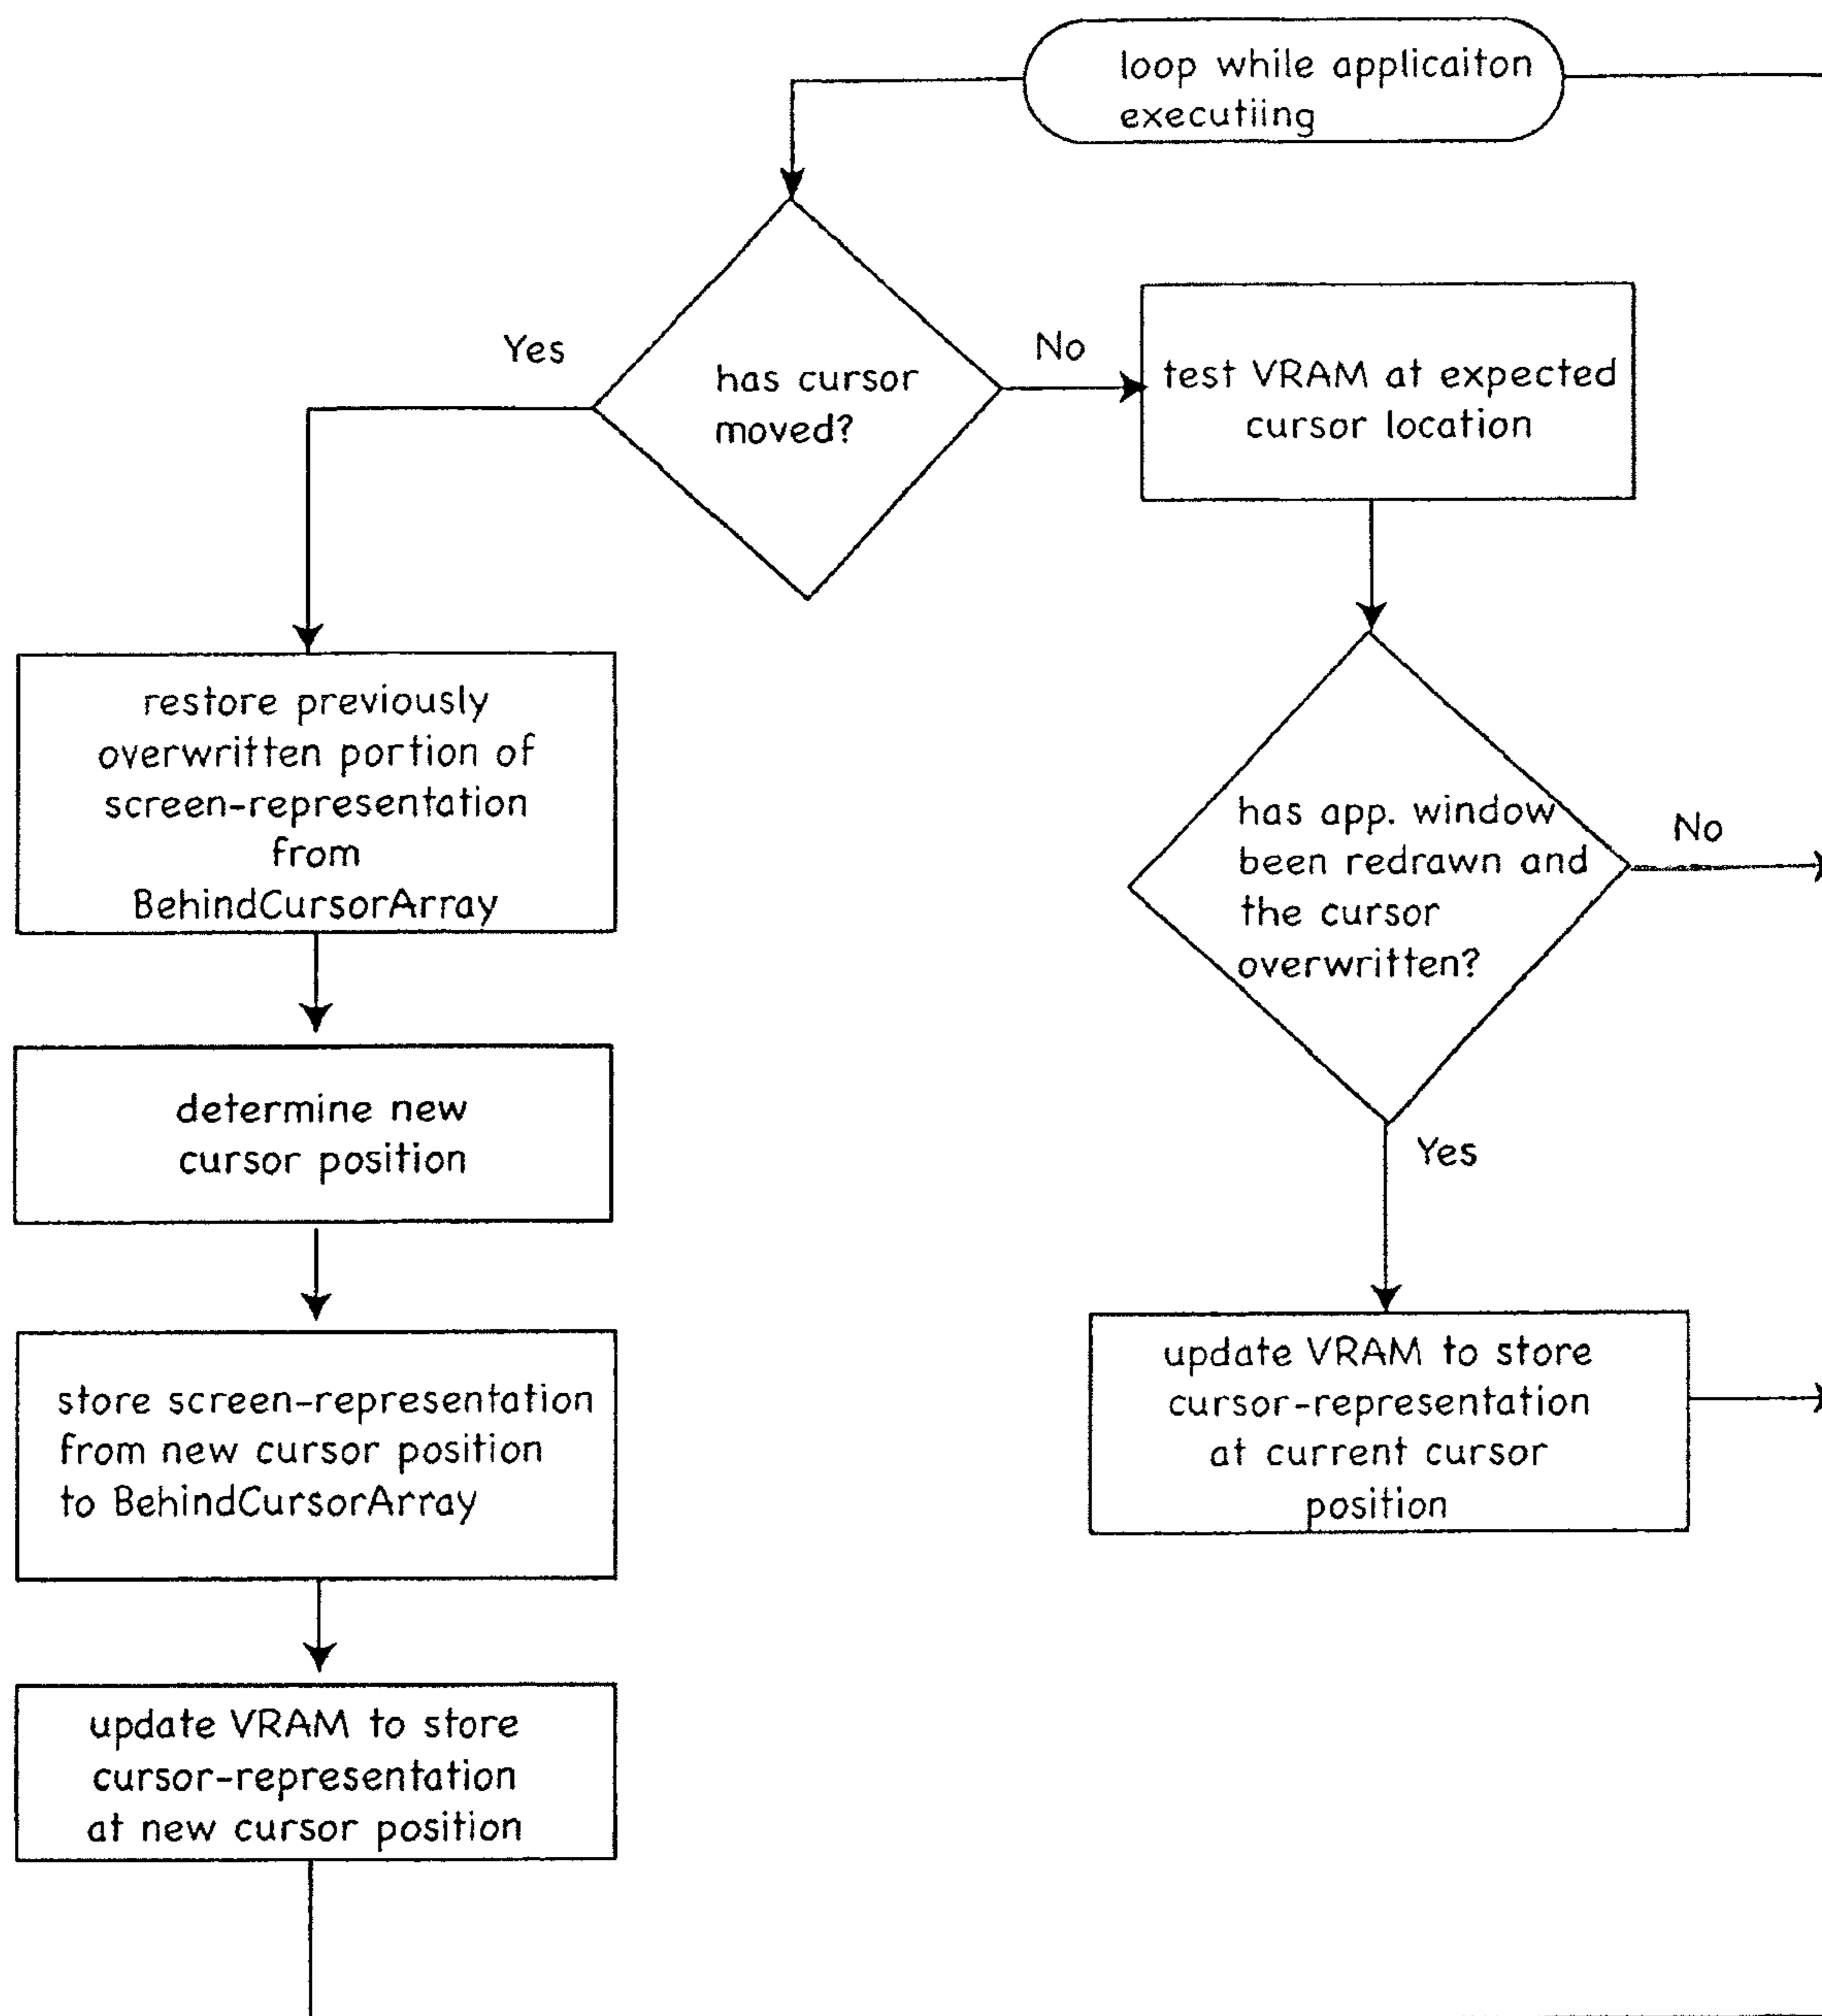 loop while applicaiton
executiing
Yes
has cursor
moved?
No
test VRAM at expected
cursor location
restore previously
overwritten portion of
screen-representation
from
BehindCursorArray
has app. window
been redrawn and
the cursor
overwritten?
No
Yes
determine new
cursor position
store screen-representation
from new cursor position
to BehindCursorArray
update VRAM to store
cursor-representation
at current cursor
position
update VRAM to store
cursor-representation
at new cursor position